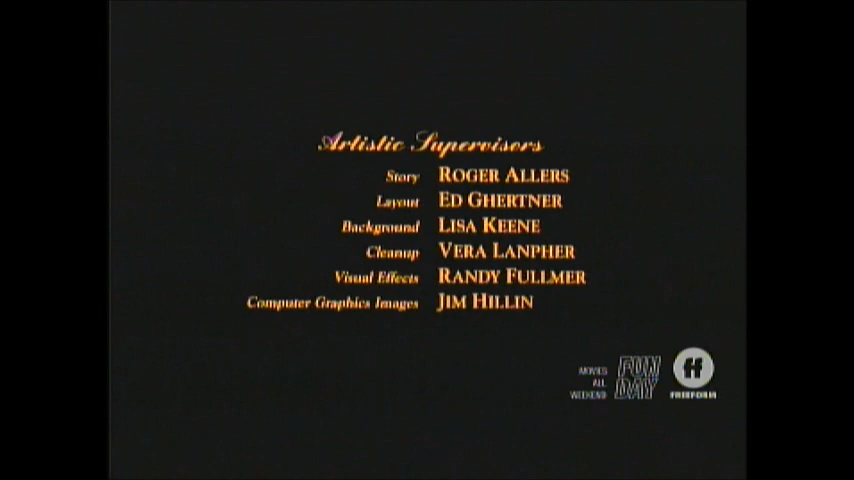 Artistic Supervisors
Story ROGER ALLERS
Layout ED GHERTNER
Background LISA KEENE
Cleanup VERA LANPHER
Visual Effects RANDY FULLMER
Computer Graphics Images JIM HILLIN
MOVIES
ALL
WEEKEND
FUN
DAY
ff
FREEFORM